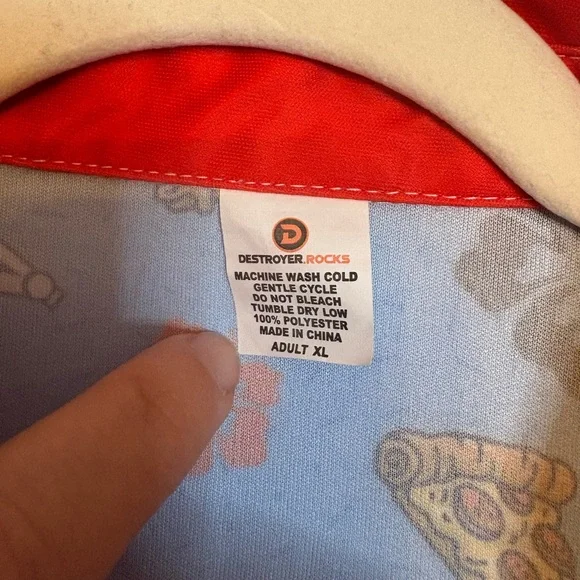 D
DESTROYER.ROCKS
MACHINE WASH COLD
GENTLE CYCLE
DO NOT BLEACH
TUMBLE DRY LOW
100% POLYESTER
MADE IN CHINA
ADULT XL